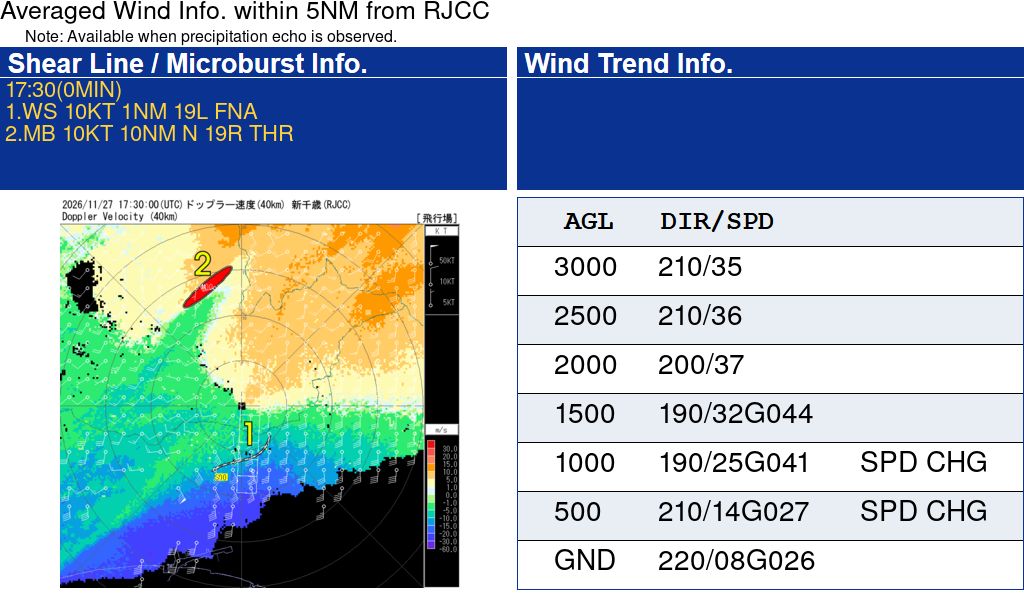 Averaged Wind Info. within 5NM from RJCC
Note: Available when precipitation echo is observed.
Shear Line / Microburst Info.
17:30(0MIN)
1.WS 10KT 1NM 19L FNA
2.MB 10KT 10NM N 19R THR
Wind Trend Info.
2026/11/27 17:30:00(UTC) ドップラー速度(40km) 新千歳(RJCC)
Doppler Velocity (40km)
[飛行場]
KT
50KT
10KT
5KT
2
1
m/s
30.0
20.0
15.0
10.0
5.0
1.0
0.0
-1.0
-5.0
-10.0
-15.0
-20.0
-30.0
-60.0
AGL DIR/SPD
3000 210/35
2500 210/36
2000 200/37
1500 190/32G044
1000 190/25G041 SPD CHG
500 210/14G027 SPD CHG
GND 220/08G026